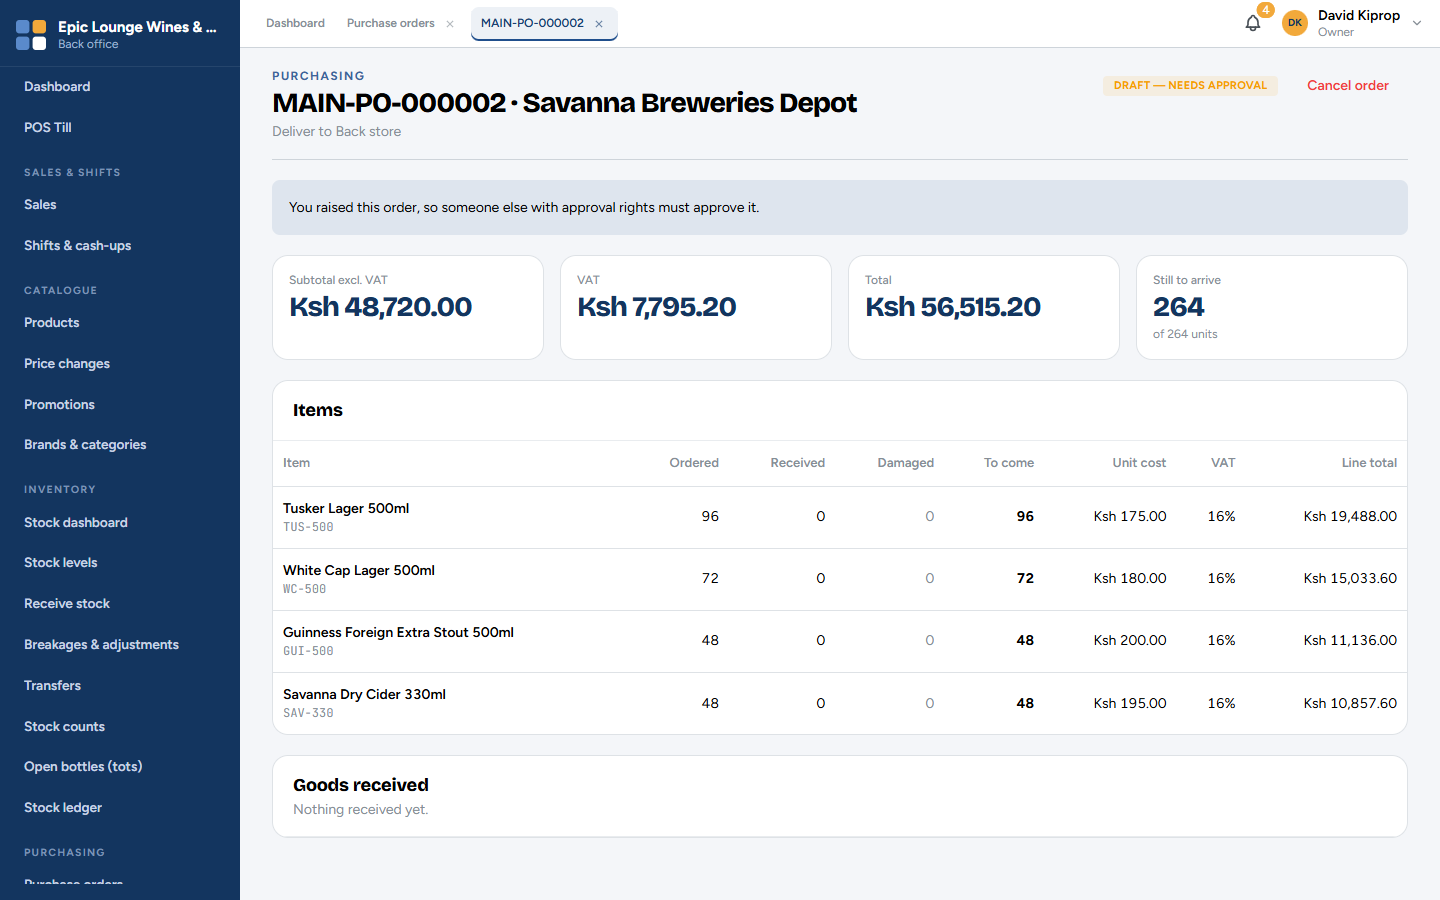 Epic Lounge Wines & ...
Back office
Dashboard
POS Till
SALES & SHIFTS
Sales
Shifts & cash-ups
CATALOGUE
Products
Price changes
Promotions
Brands & categories
INVENTORY
Stock dashboard
Stock levels
Receive stock
Breakages & adjustments
Transfers
Stock counts
Open bottles (tots)
Stock ledger
PURCHASING
Purchase orders
Dashboard Purchase orders × MAIN-PO-000002 ×
4
DK
David Kiprop
Owner
PURCHASING
MAIN-PO-000002 · Savanna Breweries Depot
Deliver to Back store
DRAFT — NEEDS APPROVAL
Cancel order
You raised this order, so someone else with approval rights must approve it.
Subtotal excl. VAT
Ksh 48,720.00
VAT
Ksh 7,795.20
Total
Ksh 56,515.20
Still to arrive
264
of 264 units
Items
Item Ordered Received Damaged To come Unit cost VAT Line total
Tusker Lager 500ml
TUS-500
96 0 0 96 Ksh 175.00 16% Ksh 19,488.00
White Cap Lager 500ml
WC-500
72 0 0 72 Ksh 180.00 16% Ksh 15,033.60
Guinness Foreign Extra Stout 500ml
GUI-500
48 0 0 48 Ksh 200.00 16% Ksh 11,136.00
Savanna Dry Cider 330ml
SAV-330
48 0 0 48 Ksh 195.00 16% Ksh 10,857.60
Goods received
Nothing received yet.